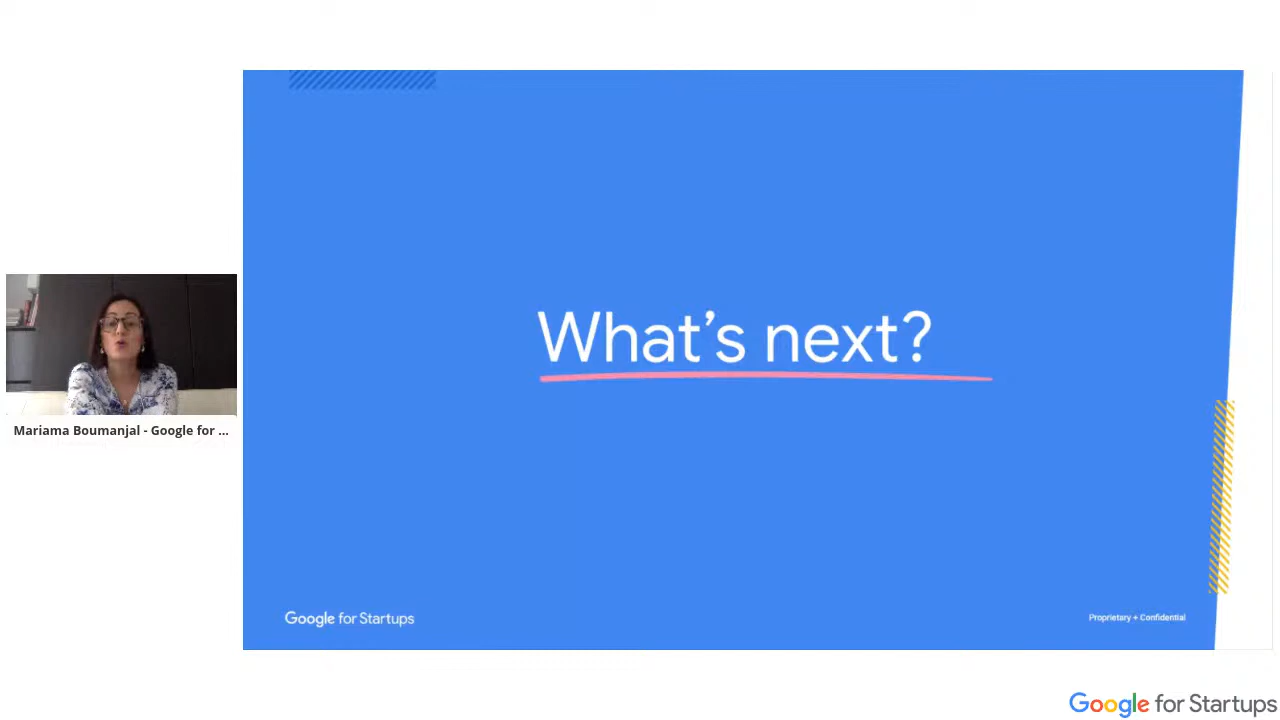 What's next?
Mariama Boumanjal - Google for ...
Google for Startups
Proprietary + Confidential
Google for Startups